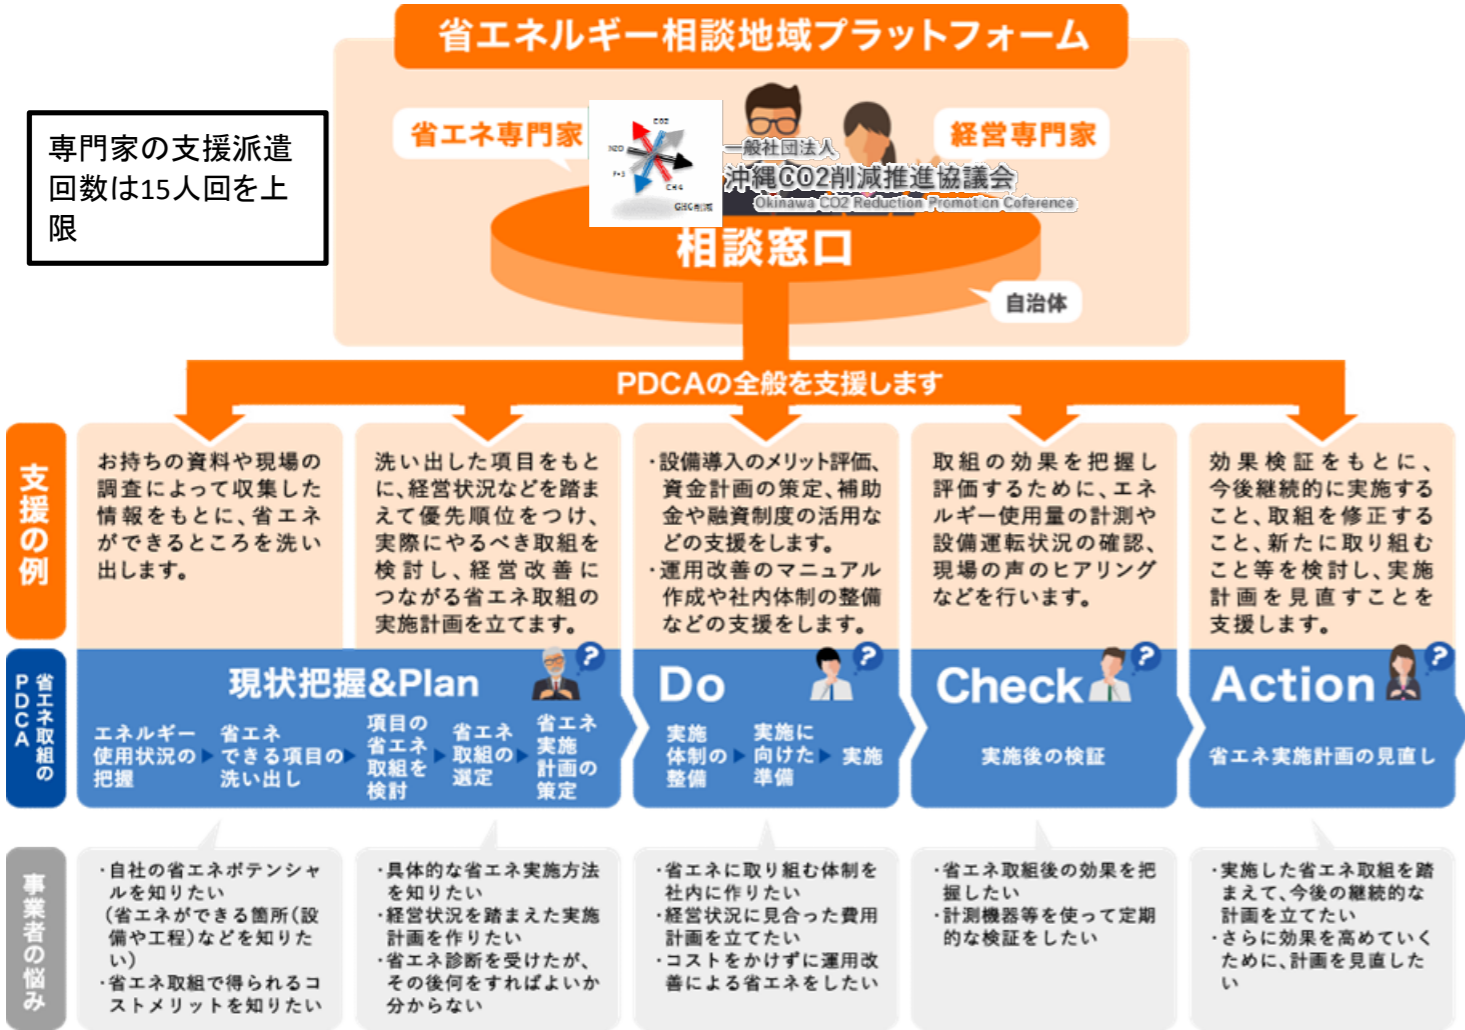 省エネルギー相談地域プラットフォーム
専門家の支援派遣
回数は15人回を上
限
省エネ専門家
経営専門家
CO2
N2O
CH4
GHG削減
一般社団法人
沖縄CO2削減推進協議会
Okinawa CO2 Reduction Promotion Coference
相談窓口
自治体
PDCAの全般を支援します
支援の例
お持ちの資料や現場の
調査によって収集した
情報をもとに、省エネ
ができるところを洗い
出します。
洗い出した項目をもと
に、経営状況などを踏ま
えて優先順位をつけ、
実際にやるべき取組を
検討し、経営改善に
つながる省エネ取組の
実施計画を立てます。
・設備導入のメリット評価、
資金計画の策定、補助
金や融資制度の活用な
どの支援をします。
・運用改善のマニュアル
作成や社内体制の整備
などの支援をします。
取組の効果を把握し
評価するために、エネ
ルギー使用量の計測や
設備運転状況の確認、
現場の声のヒアリング
などを行います。
効果検証をもとに、
今後継続的に実施する
こと、取組を修正する
こと、新たに取り組む
こと等を検討し、実施
計画を見直すことを
支援します。
省エネ取組の
PDCA
現状把握&Plan
?
エネルギー
使用状況の
把握
省エネ
できる項目の
洗い出し
項目の
省エネ
取組を
検討
省エネ
取組の
選定
省エネ
実施
計画の
策定
Do
?
実施
体制の
整備
実施に
向けた
準備
実施
Check
?
実施後の検証
Action
?
省エネ実施計画の見直し
事業者の悩み
・自社の省エネポテンシャ
ルを知りたい
(省エネができる箇所(設
備や工程)などを知りた
い)
・省エネ取組で得られるコ
ストメリットを知りたい
・具体的な省エネ実施方法
を知りたい
・経営状況を踏まえた実施
計画を作りたい
・省エネ診断を受けたが、
その後何をすればよいか
分からない
・省エネに取り組む体制を
社内に作りたい
・経営状況に見合った費用
計画を立てたい
・コストをかけずに運用改
善による省エネをしたい
・省エネ取組後の効果を把
握したい
・計測機器等を使って定期
的な検証をしたい
・実施した省エネ取組を踏
まえて、今後の継続的な
計画を立てたい
・さらに効果を高めていく
ために、計画を見直した
い